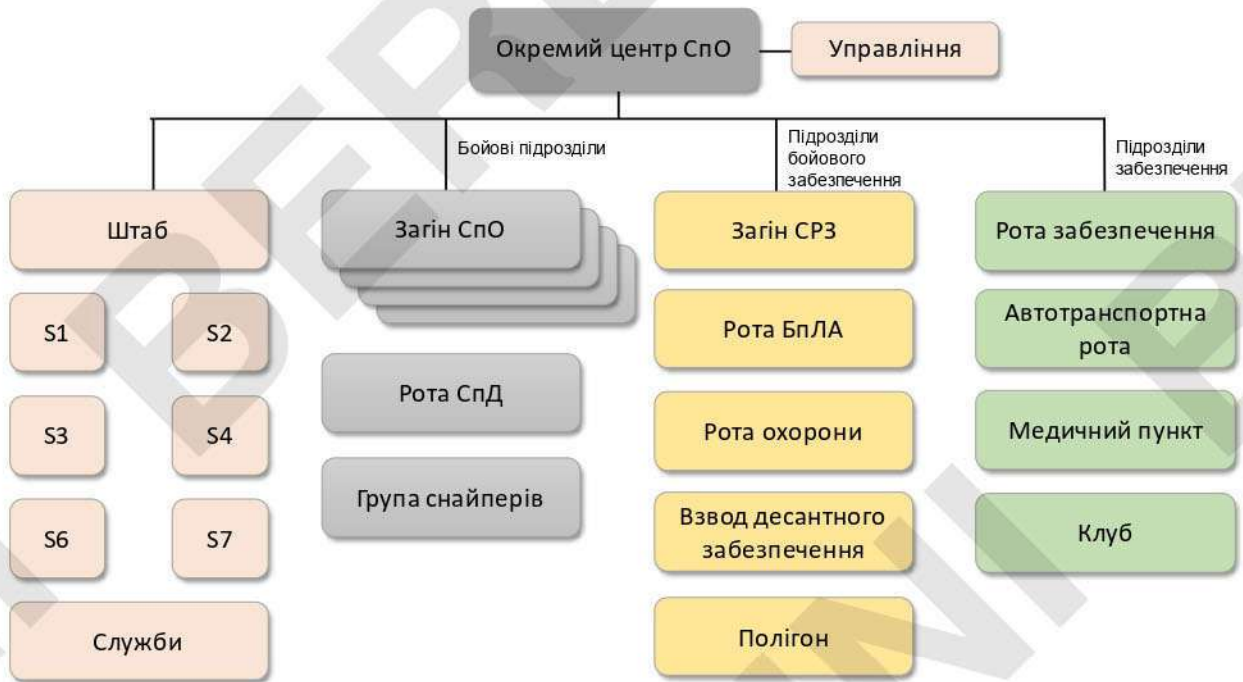 Окремий центр СпО
Управління
Бойові підрозділи
Підрозділи
бойового
забезпечення
Підрозділи
забезпечення
Штаб
S1
S2
S3
S4
S6
S7
Служби
Загін СпО
Рота СпД
Група снайперів
Загін СРЗ
Рота БпЛА
Рота охорони
Взвод десантного
забезпечення
Полігон
Рота забезпечення
Автотранспортна
рота
Медичний пункт
Клуб